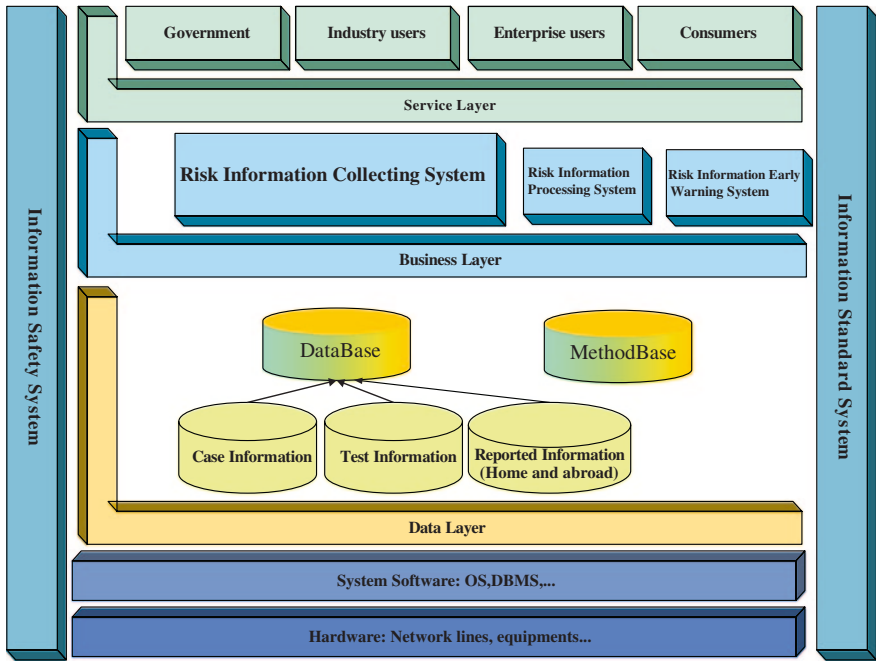 Government
Industry users
Enterprise users
Consumers
Service Layer
Risk Information Collecting System
Risk Information
Processing System
Risk Information Early
Warning System
Business Layer
DataBase
MethodBase
Case Information
Test Information
Reported Information
(Home and abroad)
Data Layer
System Software: OS,DBMS,...
Hardware: Network lines, equipments...
Information Safety System
Information Standard System